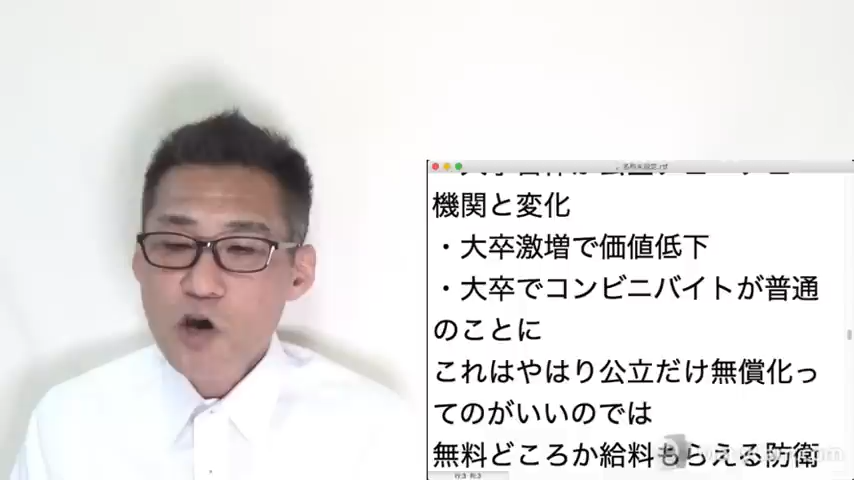 機関と変化
・大卒激増で価値低下
・大卒でコンビニバイトが普通
のことに
これはやはり公立だけ無償化っ
てのがいいのでは
無料どころか給料もらえる防衛